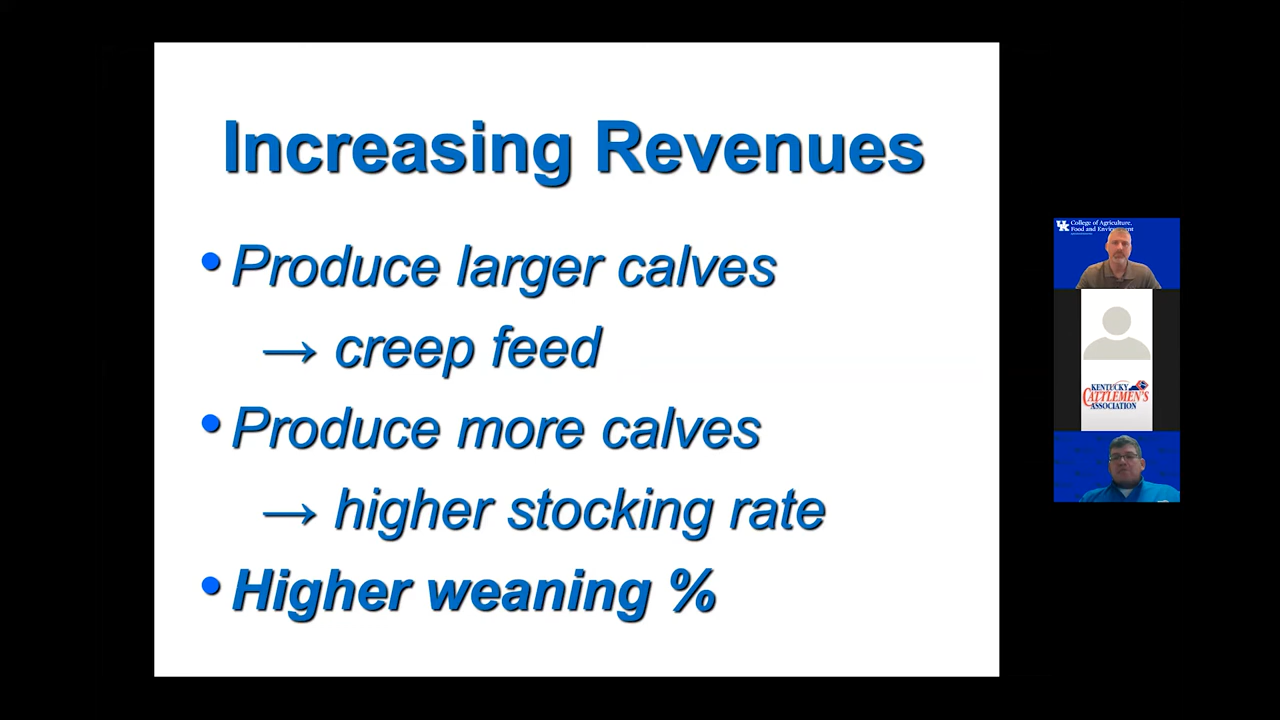 Increasing Revenues
• Produce larger calves
→ creep feed
• Produce more calves
→ higher stocking rate
• Higher weaning %
UK College of Agriculture,
Food and Environment
KENTUCKY
CATTLEMEN'S
ASSOCIATION